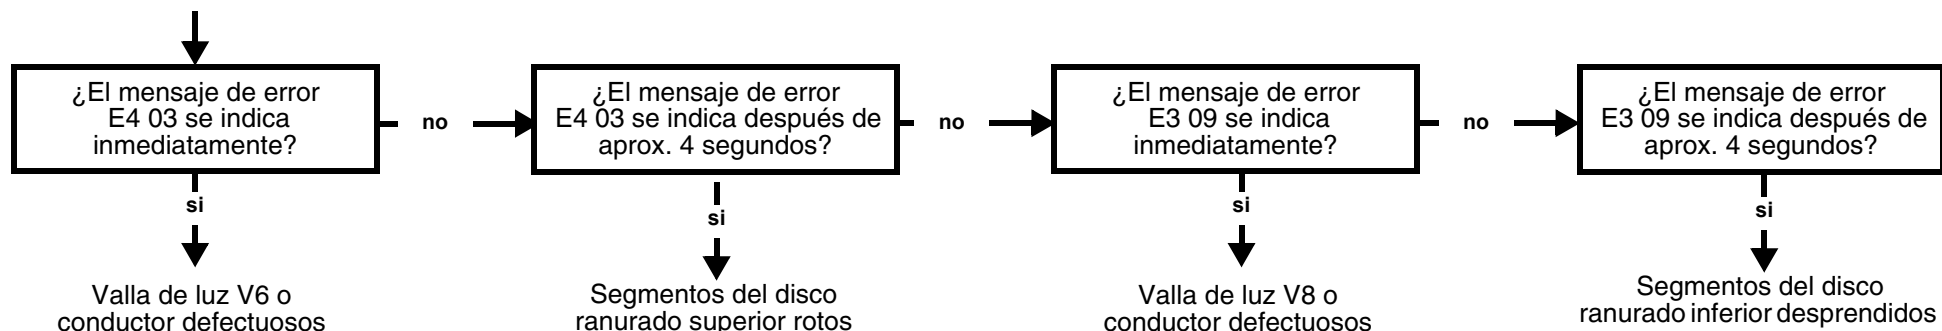 ¿El mensaje de error
E4 03 se indica
inmediatamente?
no
¿El mensaje de error
E4 03 se indica después de
aprox. 4 segundos?
no
¿El mensaje de error
E3 09 se indica
inmediatamente?
no
¿El mensaje de error
E3 09 se indica después de
aprox. 4 segundos?
si
si
si
si
Valla de luz V6 o
conductor defectuosos
Segmentos del disco
ranurado superior rotos
Valla de luz V8 o
conductor defectuosos
Segmentos del disco
ranurado inferior desprendidos